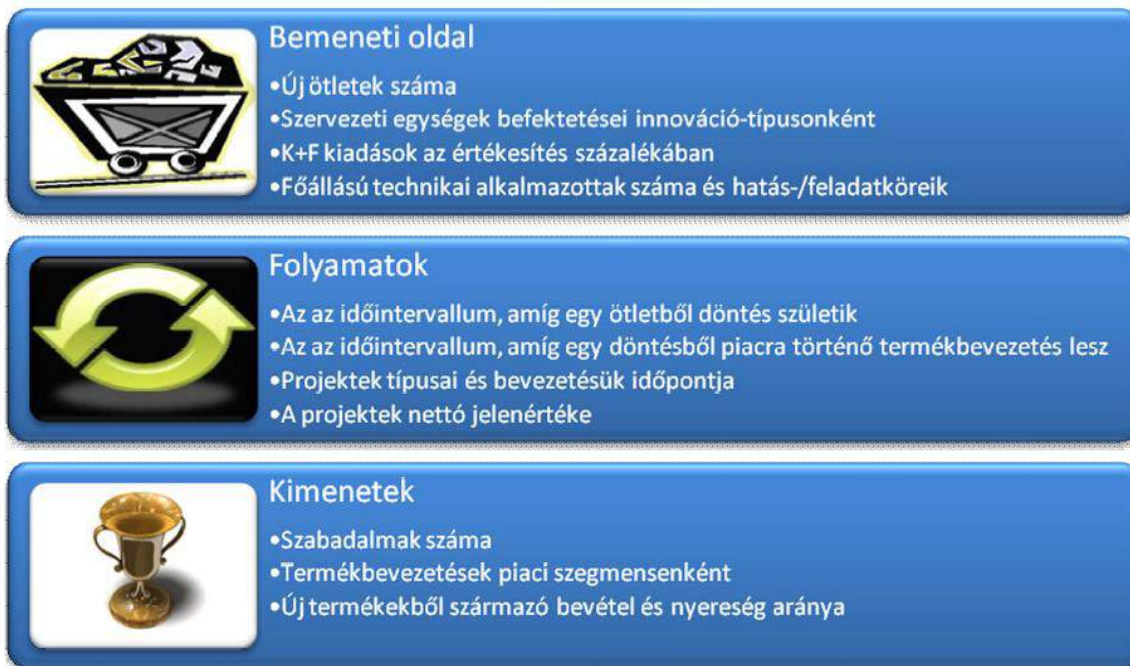 Bemeneti oldal
•Új ötletek száma
•Szervezeti egységek befektetései innováció-típusonként
•K+F kiadások az értékesítés százalékában
•Főállású technikai alkalmazottak száma és hatás-/feladatköreik
Folyamatok
•Az az időintervallum, amíg egy ötletből döntés születik
•Az az időintervallum, amíg egy döntésből piacra történő termékbevezetés lesz
•Projektek típusai és bevezetésük időpontja
•A projektek nettó jelenértéke
Kimenetek
•Szabadalmak száma
•Termékbevezetések piaci szegmensenként
•Új termékekből származó bevétel és nyereség aránya